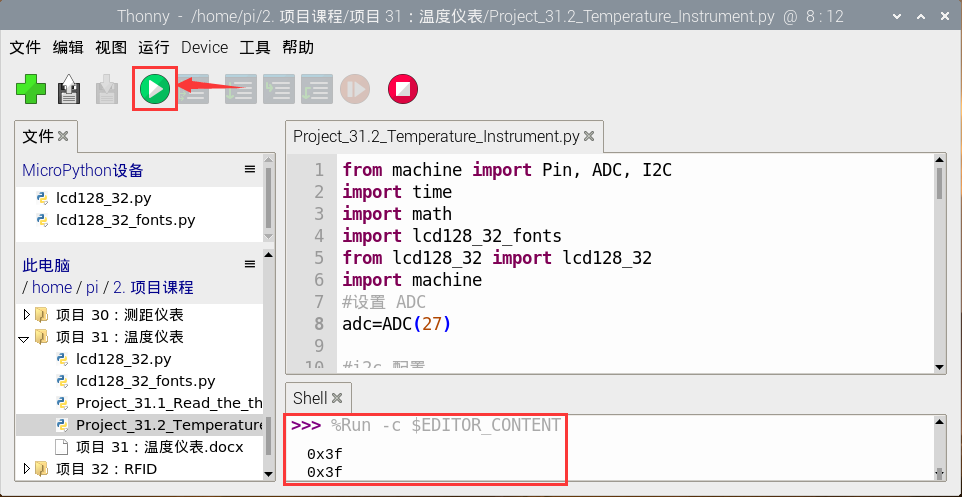 Thonny - /home/pi/2. 项目课程/项目 31：温度仪表/Project_31.2_Temperature_Instrument.py @ 8 : 12
文件 编辑 视图 运行 Device 工具 帮助
文件
MicroPython设备
lcd128_32.py
lcd128_32_fonts.py
此电脑
/ home / pi / 2. 项目课程
项目 30：测距仪表
项目 31：温度仪表
lcd128_32.py
lcd128_32_fonts.py
Project_31.1_Read_the_th
Project_31.2_Temperature
项目 31：温度仪表.docx
项目 32：RFID
Project_31.2_Temperature_Instrument.py
1 from machine import Pin, ADC, I2C
2 import time
3 import math
4 import lcd128_32_fonts
5 from lcd128_32 import lcd128_32
6 import machine
7 #设置 ADC
8 adc=ADC(27)
9
10 #i2c 配置
Shell
>>> %Run -c $EDITOR_CONTENT
0x3f
0x3f